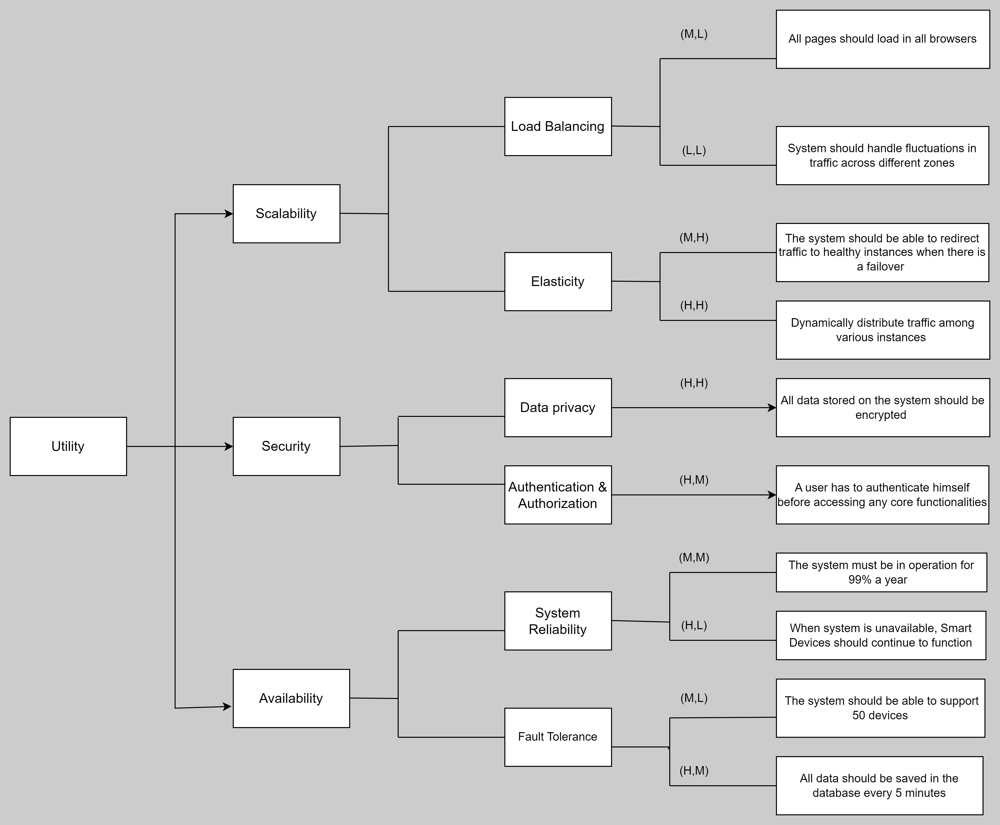 (M,L)
All pages should load in all browsers
Load Balancing
(L,L)
System should handle fluctuations in
traffic across different zones
Scalability
(M,H)
The system should be able to redirect
traffic to healthy instances when there is
a failover
Elasticity
(H,H)
Dynamically distribute traffic among
various instances
Utility
Security
Data privacy
(H,H)
All data stored on the system should be
encrypted
Authentication &
Authorization
(H,M)
A user has to authenticate himself
before accessing any core functionalities
Availability
System
Reliability
(M,M)
The system must be in operation for
99% a year
(H,L)
When system is unavailable, Smart
Devices should continue to function
Fault Tolerance
(M,L)
The system should be able to support
50 devices
(H,M)
All data should be saved in the
database every 5 minutes